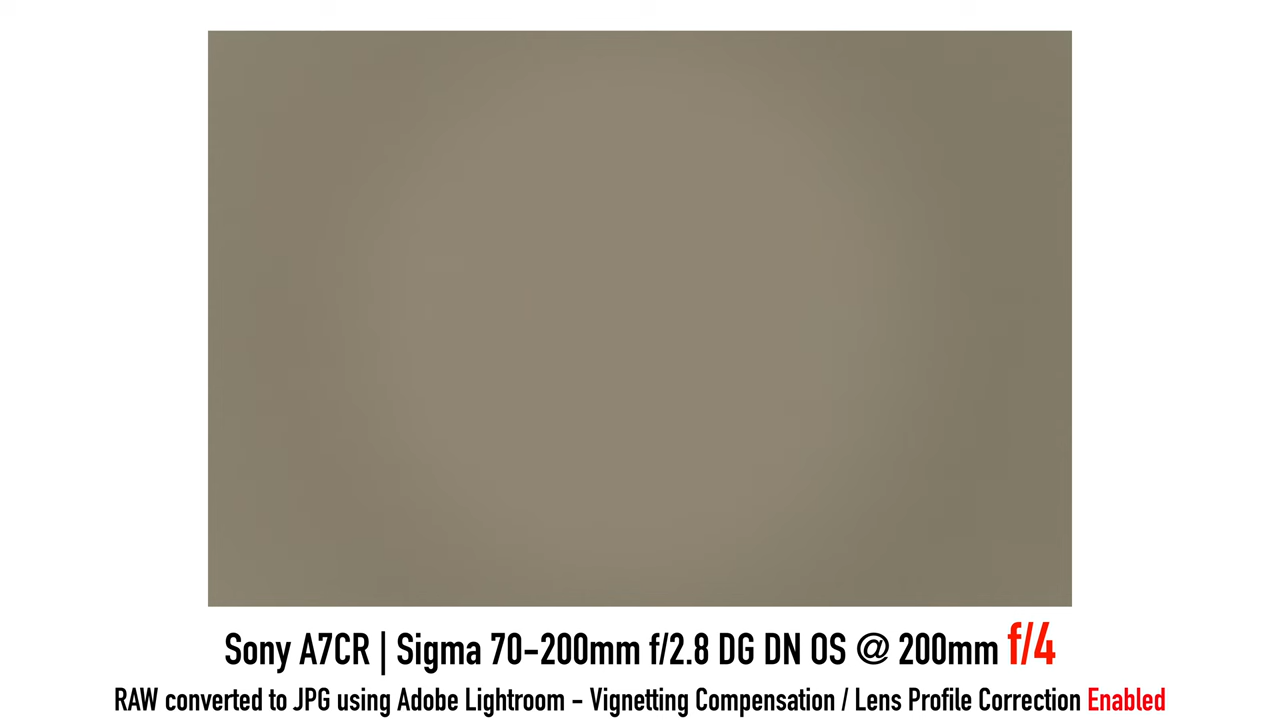 Sony A7CR | Sigma 70-200mm f/2.8 DG DN OS @ 200mm f/4
RAW converted to JPG using Adobe Lightroom - Vignetting Compensation / Lens Profile Correction Enabled